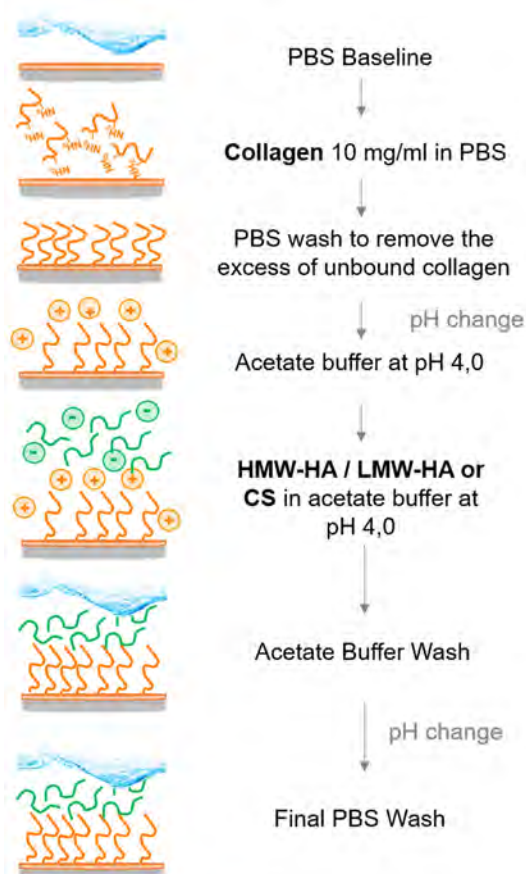 PBS Baseline
Collagen 10 mg/ml in PBS
PBS wash to remove the
excess of unbound collagen
pH change
Acetate buffer at pH 4,0
HMW-HA / LMW-HA or
CS in acetate buffer at
pH 4,0
Acetate Buffer Wash
pH change
Final PBS Wash